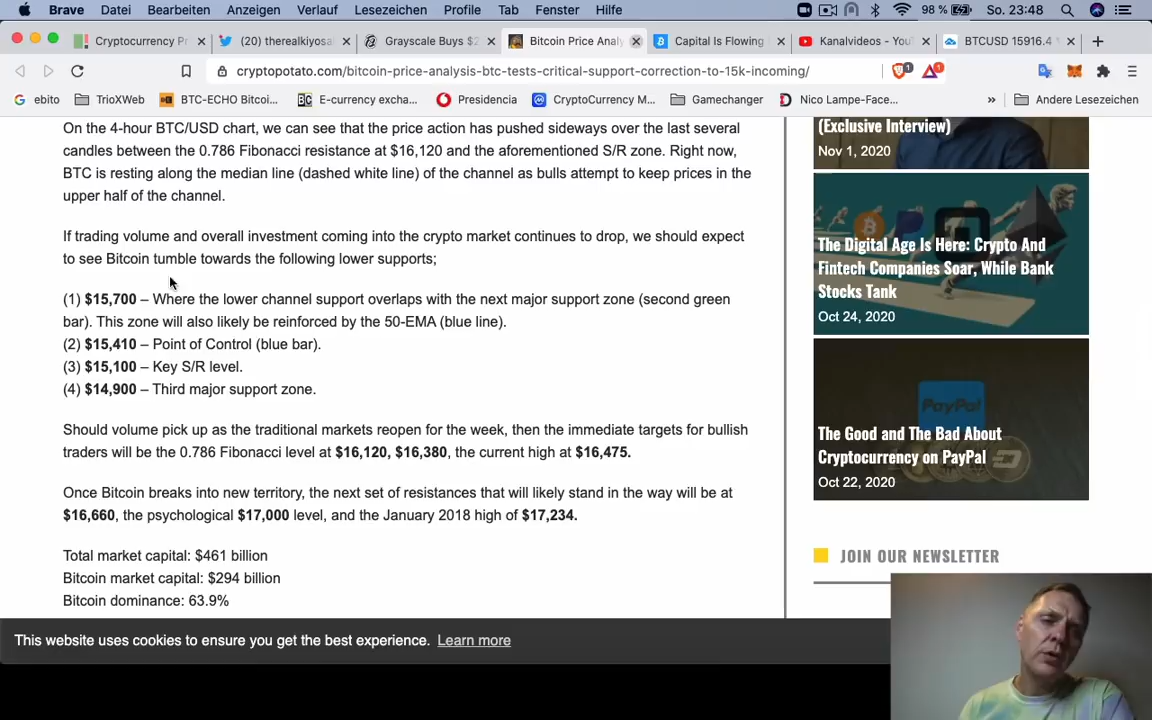 Brave Datei Bearbeiten Anzeigen Verlauf Lesezeichen Profile Tab Fenster Hilfe 98 % So. 23:48
Cryptocurrency Pr (20) therealkiyosa Grayscale Buys $2 Bitcoin Price Analy Capital Is Flowing Kanalvideos - You BTCUSD 15916.4
cryptopotato.com/bitcoin-price-analysis-btc-tests-critical-support-correction-to-15k-incoming/ 1 1
ebito TrioXWeb BTC-ECHO Bitcoi... E-currency excha... Presidencia CryptoCurrency M... Gamechanger Nico Lampe-Face... » Andere Lesezeichen
On the 4-hour BTC/USD chart, we can see that the price action has pushed sideways over the last several
candles between the 0.786 Fibonacci resistance at $16,120 and the aforementioned S/R zone. Right now,
BTC is resting along the median line (dashed white line) of the channel as bulls attempt to keep prices in the
upper half of the channel.
If trading volume and overall investment coming into the crypto market continues to drop, we should expect
to see Bitcoin tumble towards the following lower supports;
(1) $15,700 – Where the lower channel support overlaps with the next major support zone (second green
bar). This zone will also likely be reinforced by the 50-EMA (blue line).
(2) $15,410 – Point of Control (blue bar).
(3) $15,100 – Key S/R level.
(4) $14,900 – Third major support zone.
Should volume pick up as the traditional markets reopen for the week, then the immediate targets for bullish
traders will be the 0.786 Fibonacci level at $16,120, $16,380, the current high at $16,475.
Once Bitcoin breaks into new territory, the next set of resistances that will likely stand in the way will be at
$16,660, the psychological $17,000 level, and the January 2018 high of $17,234.
Total market capital: $461 billion
Bitcoin market capital: $294 billion
Bitcoin dominance: 63.9%
(Exclusive Interview)
Nov 1, 2020
The Digital Age Is Here: Crypto And
Fintech Companies Soar, While Bank
Stocks Tank
Oct 24, 2020
PayPal
The Good and The Bad About
Cryptocurrency on PayPal
Oct 22, 2020
JOIN OUR NEWSLETTER
This website uses cookies to ensure you get the best experience. Learn more